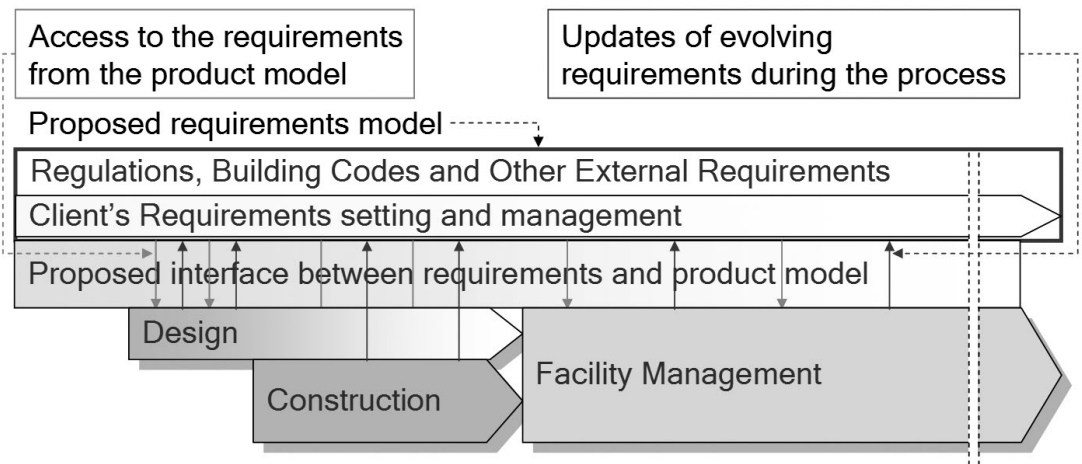 Access to the requirements
from the product model
Updates of evolving
requirements during the process
Proposed requirements model
Regulations, Building Codes and Other External Requirements
Client's Requirements setting and management
Proposed interface between requirements and product model
Design
Facility Management
Construction